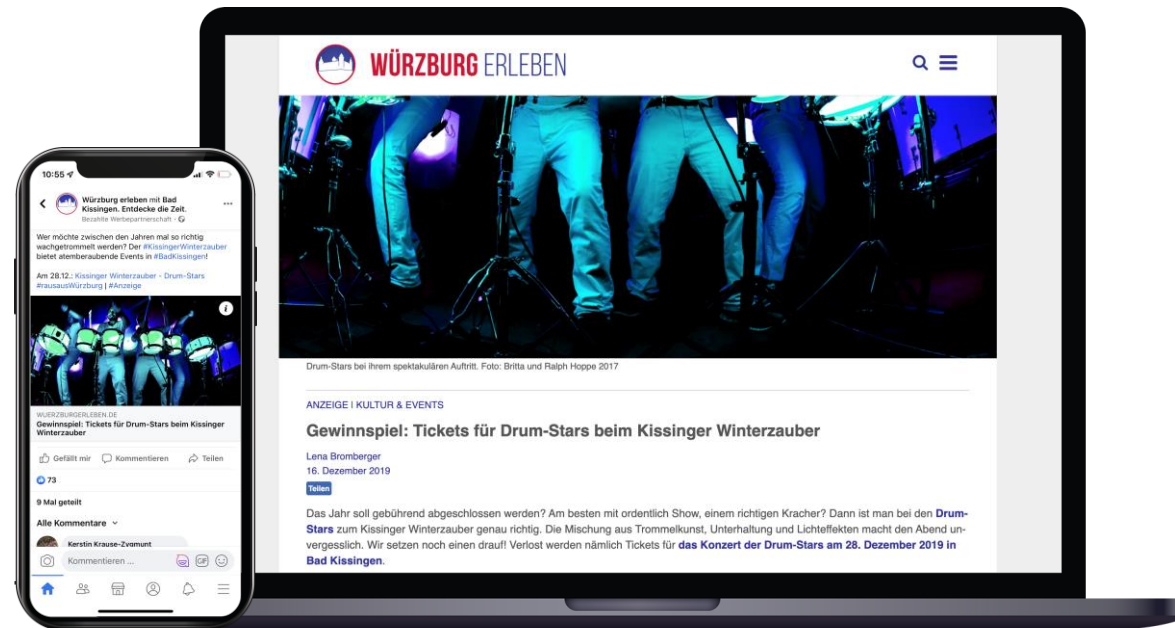 WÜRZBURG ERLEBEN
Drum-Stars bei ihrem spektakulären Auftritt. Foto: Britta und Ralph Hoppe 2017
ANZEIGE | KULTUR & EVENTS
Gewinnspiel: Tickets für Drum-Stars beim Kissinger Winterzauber
Lena Bromberger
16. Dezember 2019
Teilen
Das Jahr soll gebührend abgeschlossen werden? Am besten mit ordentlich Show, einem richtigen Kracher? Dann ist man bei den Drum-
Stars zum Kissinger Winterzauber genau richtig. Die Mischung aus Trommelkunst, Unterhaltung und Lichteffekten macht den Abend un-
vergesslich. Wir setzen noch einen drauf! Verlost werden nämlich Tickets für das Konzert der Drum-Stars am 28. Dezember 2019 in
Bad Kissingen.
10:55
Würzburg erleben mit Bad
Kissingen. Entdecke die Zeit.
Bezahlte Werbepartnerschaft ·
Wer möchte zwischen den Jahren mal so richtig
wachgetrommelt werden? Der #KissingerWinterzauber
bietet atemberaubende Events in #BadKissingen!
Am 28.12.: Kissinger Winterzauber - Drum-Stars
#rausausWürzburg | #Anzeige
i
WUERZBURGERLEBEN.DE
Gewinnspiel: Tickets für Drum-Stars beim Kissinger
Winterzauber
Gefällt mir Kommentieren Teilen
73
9 Mal geteilt
Alle Kommentare
Kerstin Krause-Zygmunt
Kommentieren ... GIF